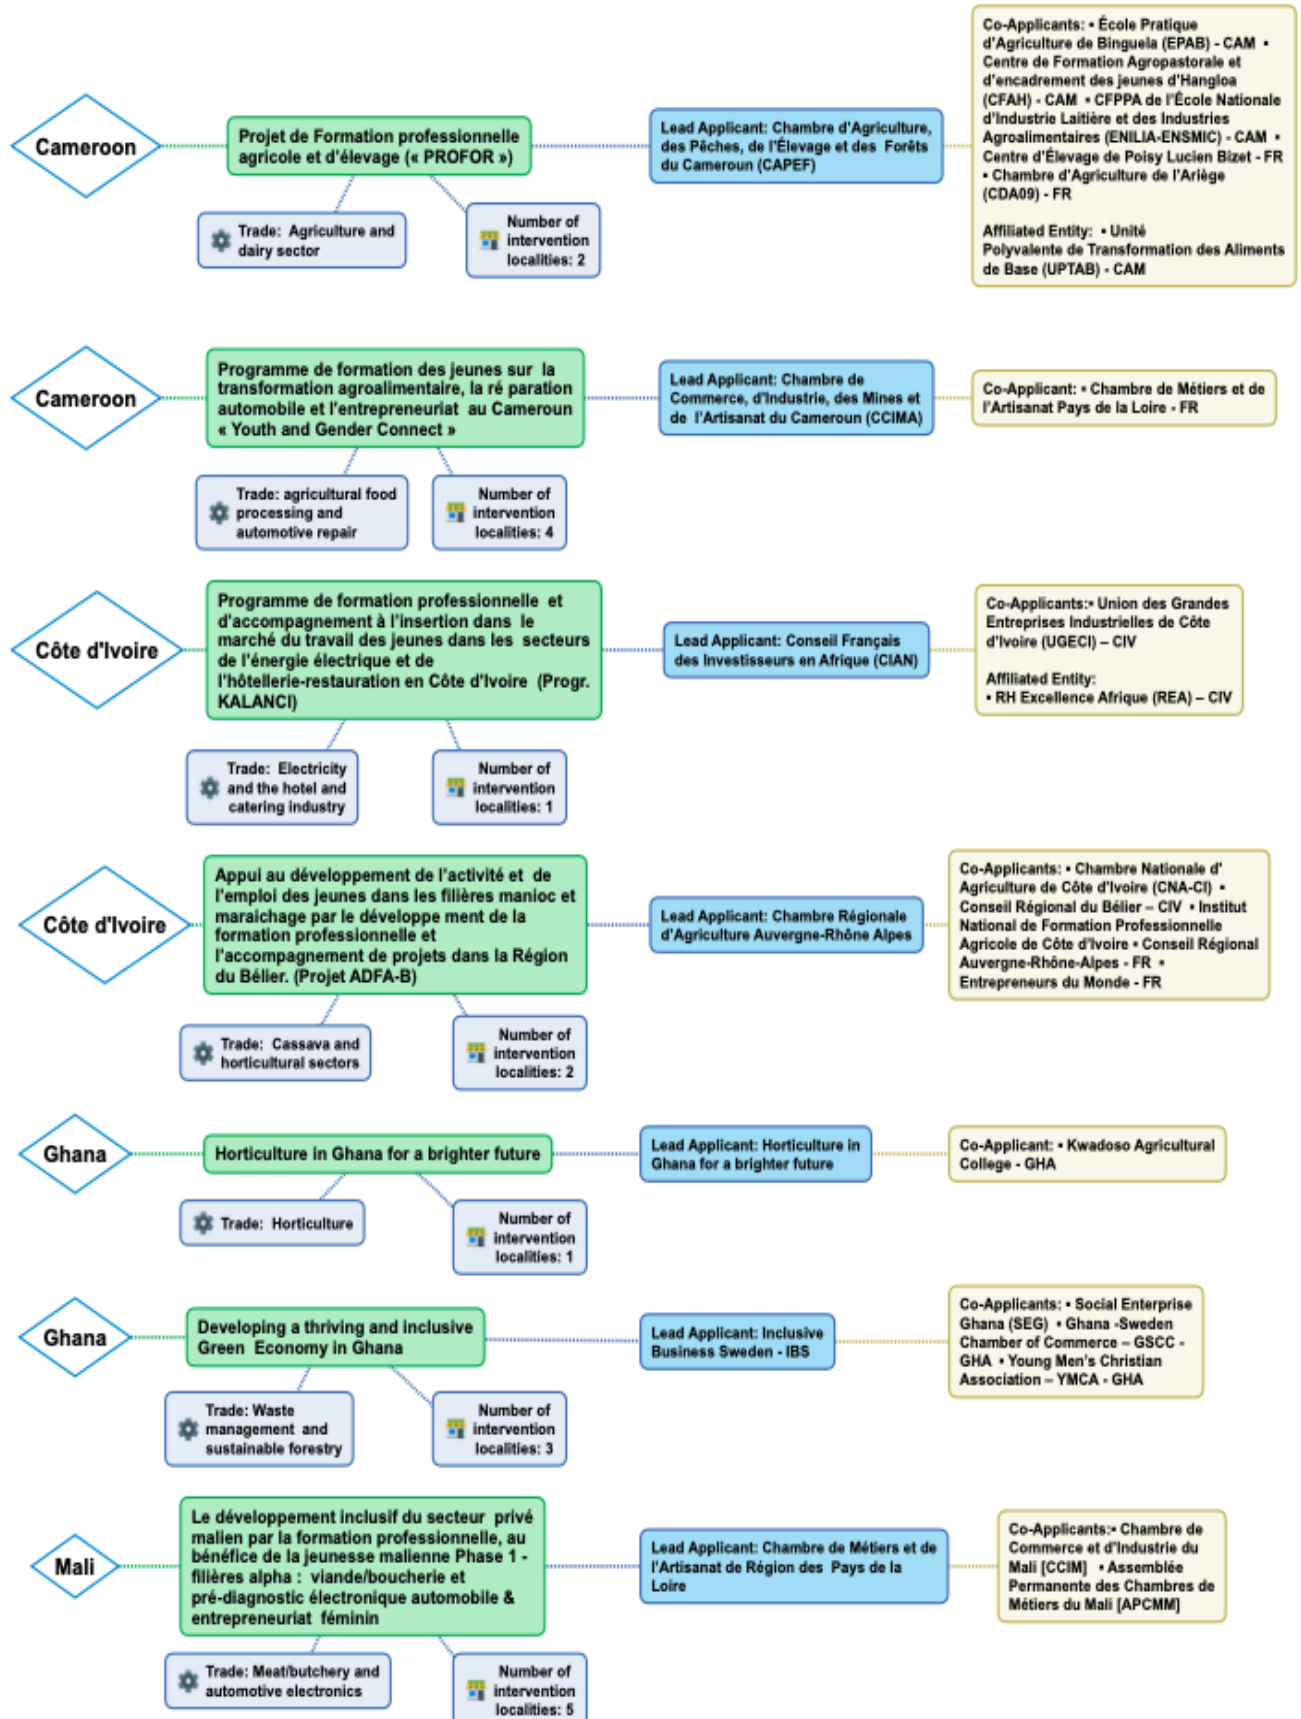 Cameroon
Projet de Formation professionnelle
agricole et d'élevage (« PROFOR »)
Lead Applicant: Chambre d'Agriculture,
des Pêches, de l'Élevage et des Forêts
du Cameroun (CAPEF)
Co-Applicants: ▪ École Pratique
d'Agriculture de Binguela (EPAB) - CAM ▪
Centre de Formation Agropastorale et
d'encadrement des jeunes d'Hangloa
(CFAH) - CAM ▪ CFPPA de l'École Nationale
d'Industrie Laitière et des Industries
Agroalimentaires (ENILIA-ENSMIC) - CAM ▪
Centre d'Élevage de Poisy Lucien Bizet - FR
▪ Chambre d'Agriculture de l'Ariège
(CDA09) - FR
Affiliated Entity: ▪ Unité
Polyvalente de Transformation des Aliments
de Base (UPTAB) - CAM
Trade: Agriculture and
dairy sector
Number of
intervention
localities: 2
Cameroon
Programme de formation des jeunes sur la
transformation agroalimentaire, la ré paration
automobile et l'entrepreneuriat au Cameroun
« Youth and Gender Connect »
Lead Applicant: Chambre de
Commerce, d'Industrie, des Mines et
de l'Artisanat du Cameroun (CCIMA)
Co-Applicant: ▪ Chambre de Métiers et de
l'Artisanat Pays de la Loire - FR
Trade: agricultural food
processing and
automotive repair
Number of
intervention
localities: 4
Côte d'Ivoire
Programme de formation professionnelle et
d'accompagnement à l'insertion dans le
marché du travail des jeunes dans les secteurs
de l'énergie électrique et de
l'hôtellerie-restauration en Côte d'Ivoire (Progr.
KALANCI)
Lead Applicant: Conseil Français
des Investisseurs en Afrique (CIAN)
Co-Applicants:▪ Union des Grandes
Entreprises Industrielles de Côte
d'Ivoire (UGECI) – CIV
Affiliated Entity:
▪ RH Excellence Afrique (REA) – CIV
Trade: Electricity
and the hotel and
catering industry
Number of
intervention
localities: 1
Côte d'Ivoire
Appui au développement de l'activité et de
l'emploi des jeunes dans les filières manioc et
maraichage par le développe ment de la
formation professionnelle et
l'accompagnement de projets dans la Région
du Bélier. (Projet ADFA-B)
Lead Applicant: Chambre Régionale
d'Agriculture Auvergne-Rhône Alpes
Co-Applicants: ▪ Chambre Nationale d'
Agriculture de Côte d'Ivoire (CNA-CI) ▪
Conseil Régional du Bélier – CIV ▪ Institut
National de Formation Professionnelle
Agricole de Côte d'Ivoire ▪ Conseil Régional
Auvergne-Rhône-Alpes - FR ▪
Entrepreneurs du Monde - FR
Trade: Cassava and
horticultural sectors
Number of
intervention
localities: 2
Ghana
Horticulture in Ghana for a brighter future
Lead Applicant: Horticulture in
Ghana for a brighter future
Co-Applicant: ▪ Kwadoso Agricultural
College - GHA
Trade: Horticulture
Number of
intervention
localities: 1
Ghana
Developing a thriving and inclusive
Green Economy in Ghana
Lead Applicant: Inclusive
Business Sweden - IBS
Co-Applicants: ▪ Social Enterprise
Ghana (SEG) ▪ Ghana -Sweden
Chamber of Commerce – GSCC -
GHA ▪ Young Men's Christian
Association – YMCA - GHA
Trade: Waste
management and
sustainable forestry
Number of
intervention
localities: 3
Mali
Le développement inclusif du secteur privé
malien par la formation professionnelle, au
bénéfice de la jeunesse malienne Phase 1 -
filières alpha : viande/boucherie et
pré-diagnostic électronique automobile &
entrepreneuriat féminin
Lead Applicant: Chambre de Métiers et de
l'Artisanat de Région des Pays de la
Loire
Co-Applicants:▪ Chambre de
Commerce et d'Industrie du
Mali [CCIM] ▪ Assemblée
Permanente des Chambres de
Métiers du Mali [APCMM]
Trade: Meat/butchery and
automotive electronics
Number of
intervention
localities: 5